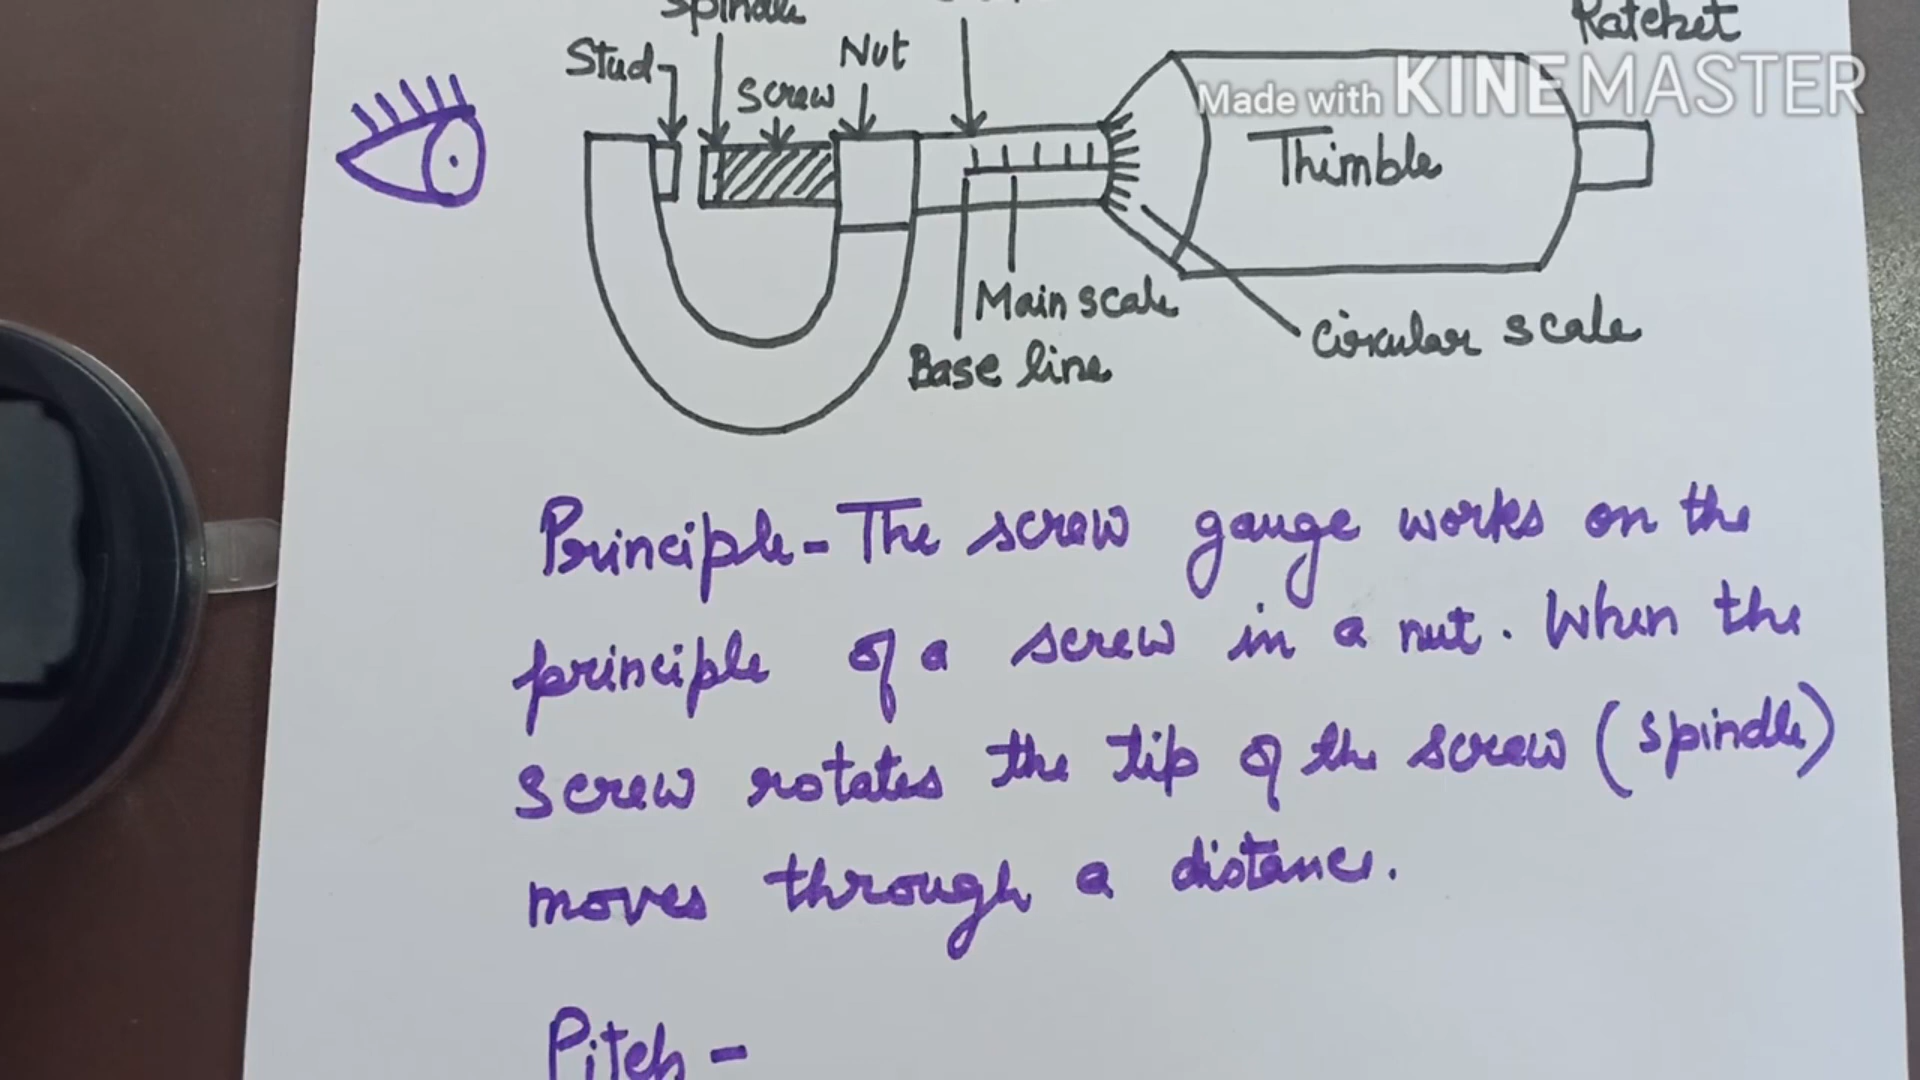 Spindle
Ratchet
Stud
Nut
Screw
Made with KINEMASTER
Thimble
Main scale
Circular scale
Base line
Principle - The screw gauge works on the
principle of a screw in a nut. When the
screw rotates the tip of the screw (spindle)
moves through a distance.
Pitch -